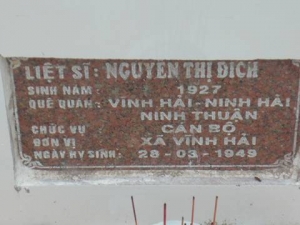 LIỆT SĨ : NGUYỄN THỊ ĐÍCH
SINH NĂM : 1927
QUÊ QUÁN : VĨNH HẢI - NINH HẢI
NINH THUẬN
CHỨC VỤ : CÁN BỘ
ĐƠN VỊ : XÃ VĨNH HẢI
NGÀY HY SINH : 28 - 03 - 1949